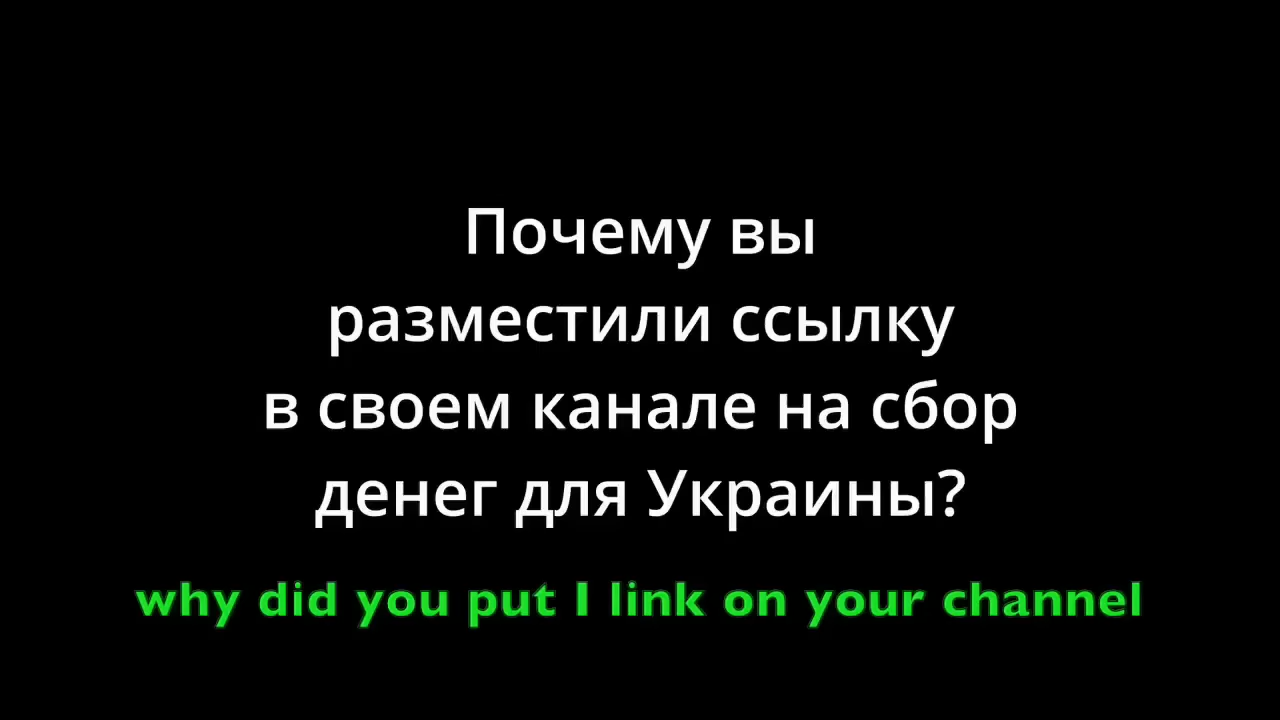 Почему вы
разместили ссылку
в своем канале на сбор
денег для Украины?
why did you put I link on your channel